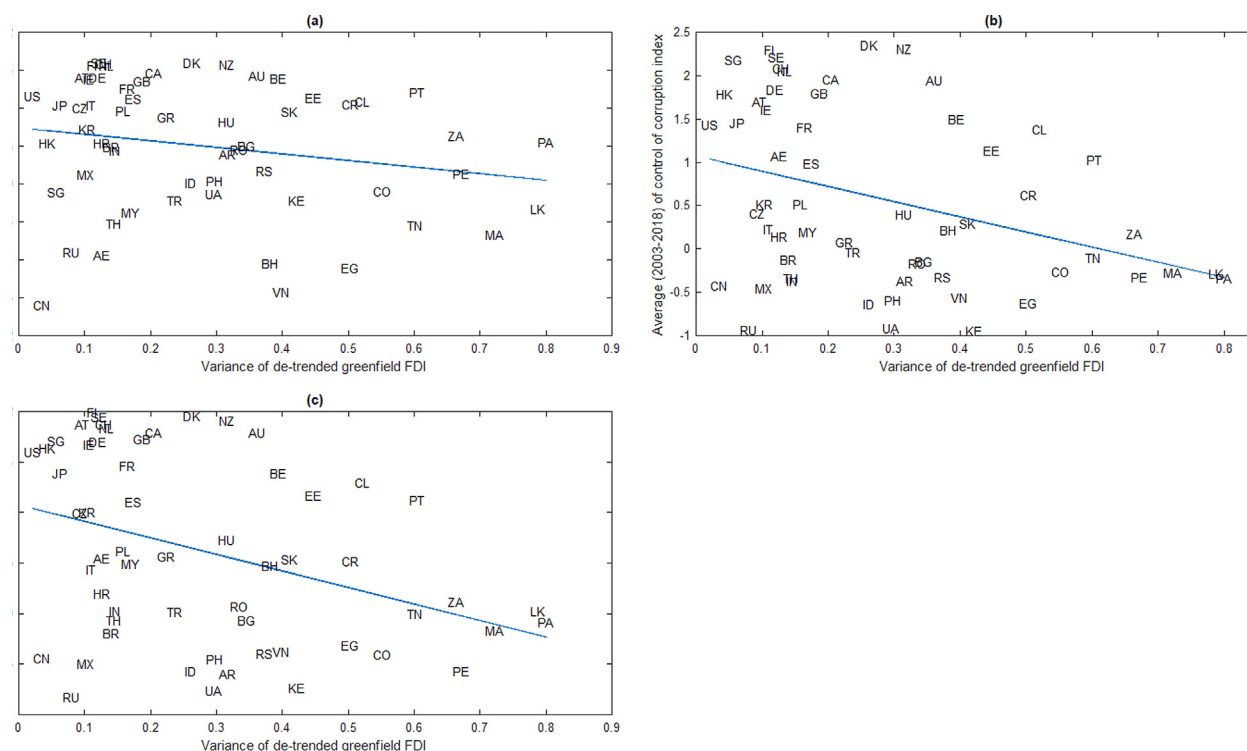 (a)
DK
NZ
CA
AU
BE
GB
FR
US
ES
EE
PT
JP
IT
CZ
PL
SK
CR
CL
GR
HU
KR
ZA
HK
HR
BG
RO
PA
IN
AR
MX
RS
PE
ID
PH
SG
UA
CO
TR
KE
LK
MY
TH
TN
MA
RU
AE
BH
EG
VN
CN
0 0.1 0.2 0.3 0.4 0.5 0.6 0.7 0.8 0.9
Variance of de-trended greenfield FDI
(b)
Average (2003-2018) of control of corruption index
2.5
2
1.5
1
0.5
0
-0.5
-1
DK
NZ
FI
SE
SG
CH
NL
CA
AU
DE
HK
GB
AT
IE
BE
US
JP
FR
CL
EE
AE
ES
PT
CR
KR
PL
CZ
HU
SK
IT
BH
MY
HR
ZA
GR
TR
TN
BR
BG
RO
CO
MA
LK
PA
TH
IN
RS
PE
AR
CN
MX
VN
PH
ID
EG
RU
UA
KE
0 0.1 0.2 0.3 0.4 0.5 0.6 0.7 0.8
Variance of de-trended greenfield FDI
(c)
FI
SE
DK
AT
CH
NL
NZ
CA
AU
SG
GB
IE
DE
HK
US
FR
JP
BE
CL
EE
PT
ES
CZ
KR
HU
PL
GR
AE
SK
CR
MY
BH
IT
HR
ZA
RO
IN
TR
TN
LK
TH
BG
PA
BR
MA
EG
RS
VN
CO
CN
PH
MX
ID
AR
PE
KE
UA
RU
0 0.1 0.2 0.3 0.4 0.5 0.6 0.7 0.8 0.9
Variance of de-trended greenfield FDI